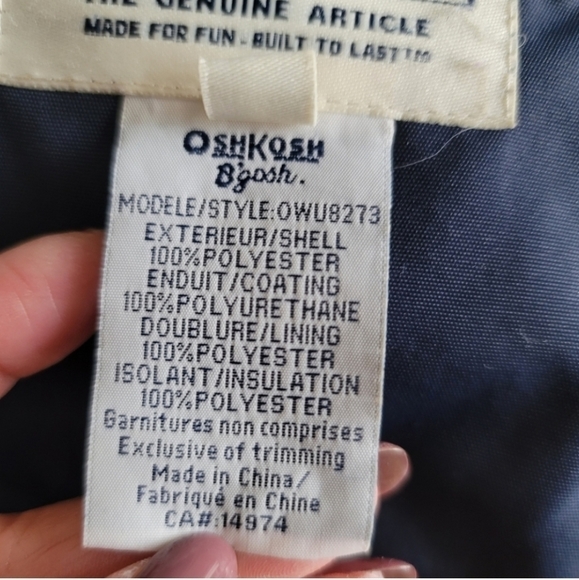 THE GENUINE ARTICLE
MADE FOR FUN - BUILT TO LAST™
OSHKOSH
B'gosh.
MODELE/STYLE:OWU8273
EXTERIEUR/SHELL
100%POLYESTER
ENDUIT/COATING
100%POLYURETHANE
DOUBLURE/LINING
100%POLYESTER
ISOLANT/INSULATION
100%POLYESTER
Garnitures non comprises
Exclusive of trimming
Made in China/
Fabriqué en Chine
CA#:14974